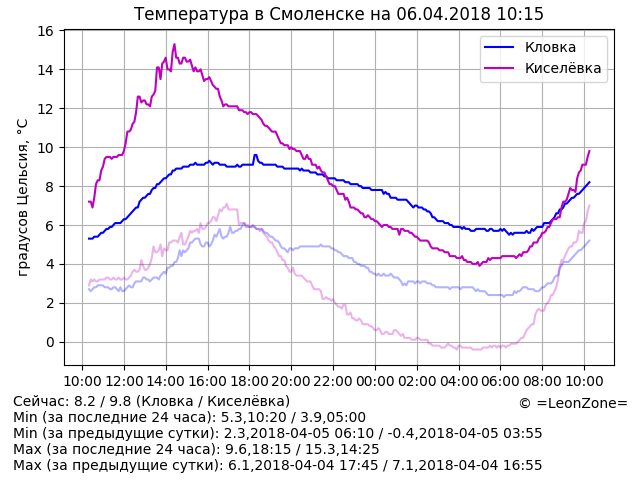 Температура в Смоленске на 06.04.2018 10:15
градусов Цельсия, °C
16
14
12
10
8
6
4
2
0
Кловка
Киселёвка
10:00 12:00 14:00 16:00 18:00 20:00 22:00 00:00 02:00 04:00 06:00 08:00 10:00
Сейчас: 8.2 / 9.8 (Кловка / Киселёвка)
© =LeonZone=
Min (за последние 24 часа): 5.3,10:20 / 3.9,05:00
Min (за предыдущие сутки): 2.3,2018-04-05 06:10 / -0.4,2018-04-05 03:55
Max (за последние 24 часа): 9.6,18:15 / 15.3,14:25
Max (за предыдущие сутки): 6.1,2018-04-04 17:45 / 7.1,2018-04-04 16:55